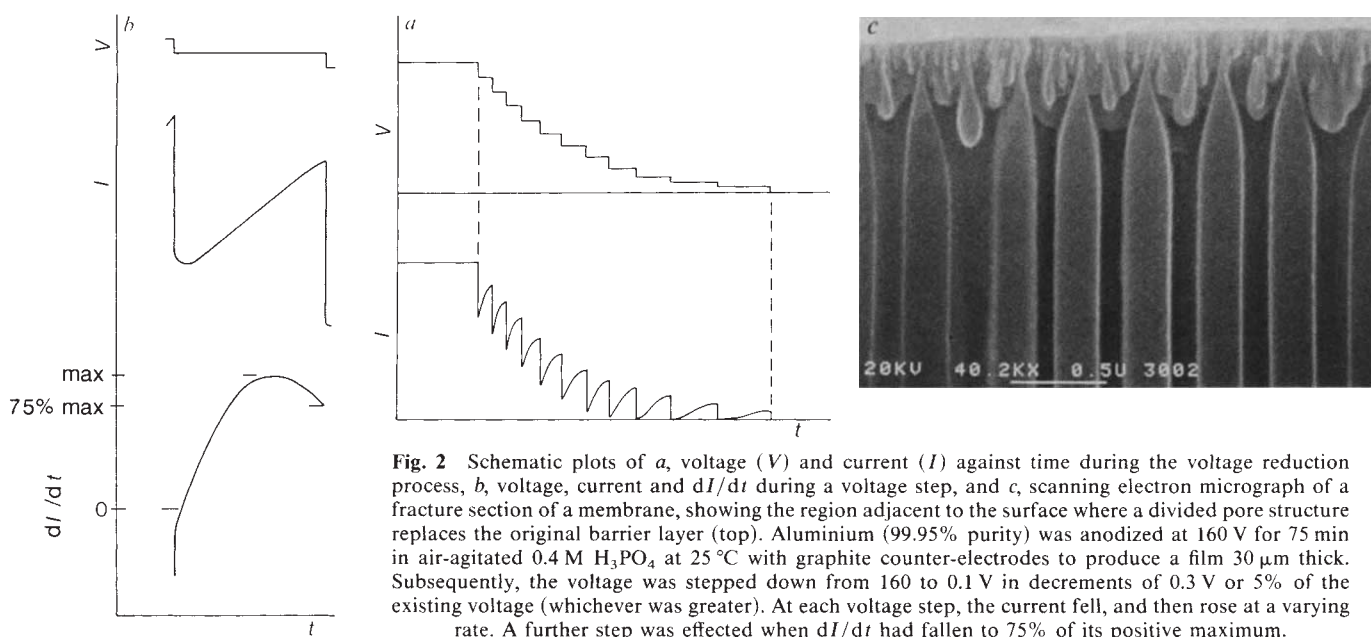 b
V
I
max
75% max
0
dI/dt
t
a
V
I
t
c
20KV 40.2KX 0.5U 3002
Fig. 2 Schematic plots of a, voltage (V) and current (I) against time during the voltage reduction
process, b, voltage, current and dI/dt during a voltage step, and c, scanning electron micrograph of a
fracture section of a membrane, showing the region adjacent to the surface where a divided pore structure
replaces the original barrier layer (top). Aluminium (99.95% purity) was anodized at 160 V for 75 min
in air-agitated 0.4 M H₃PO₄ at 25 °C with graphite counter-electrodes to produce a film 30 μm thick.
Subsequently, the voltage was stepped down from 160 to 0.1 V in decrements of 0.3 V or 5% of the
existing voltage (whichever was greater). At each voltage step, the current fell, and then rose at a varying
rate. A further step was effected when dI/dt had fallen to 75% of its positive maximum.